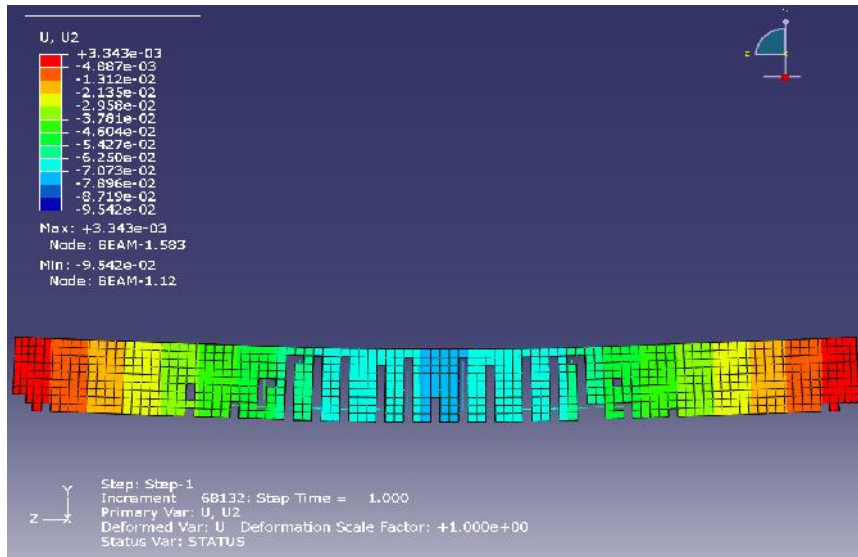 U, U2
+3.343e-03
-4.887e-03
-1.312e-02
-2.135e-02
-2.958e-02
-3.781e-02
-4.604e-02
-5.427e-02
-6.250e-02
-7.073e-02
-7.896e-02
-8.719e-02
-9.542e-02
Max: +3.343e-03
Node: BEAM-1.583
Min: -9.542e-02
Node: BEAM-1.12
Y
Z X
Step: Step-1
Increment 68132: Step Time = 1.000
Primary Var: U, U2
Deformed Var: U Deformation Scale Factor: +1.000e+00
Status Var: STATUS